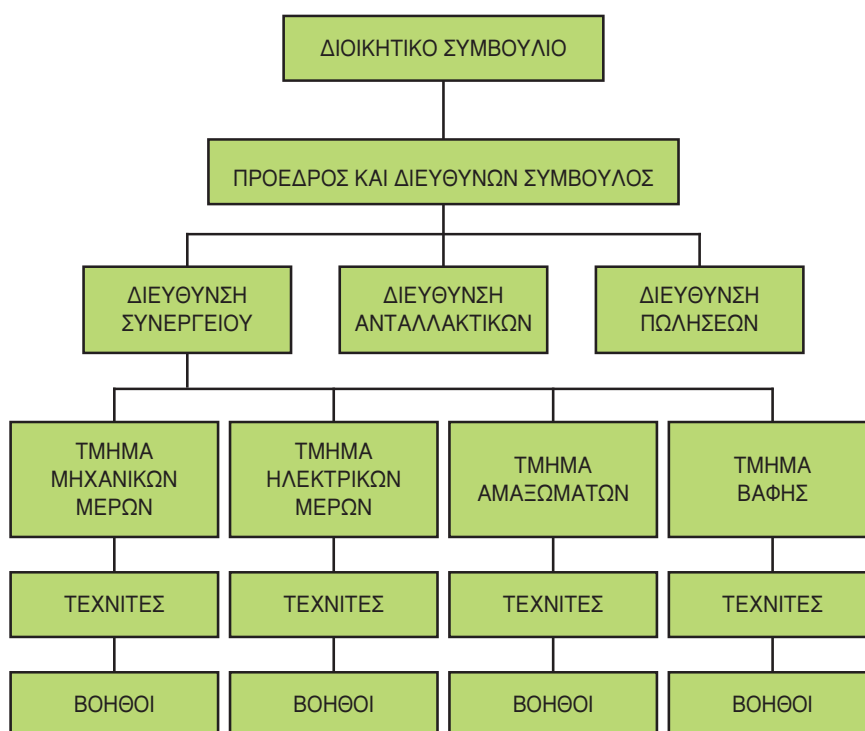 ΔΙΟΙΚΗΤΙΚΟ ΣΥΜΒΟΥΛΙΟ
ΠΡΟΕΔΡΟΣ ΚΑΙ ΔΙΕΥΘΥΝΩΝ ΣΥΜΒΟΥΛΟΣ
ΔΙΕΥΘΥΝΣΗ
ΣΥΝΕΡΓΕΙΟΥ
ΔΙΕΥΘΥΝΣΗ
ΑΝΤΑΛΛΑΚΤΙΚΩΝ
ΔΙΕΥΘΥΝΣΗ
ΠΩΛΗΣΕΩΝ
ΤΜΗΜΑ
ΜΗΧΑΝΙΚΩΝ
ΜΕΡΩΝ
ΤΜΗΜΑ
ΗΛΕΚΤΡΙΚΩΝ
ΜΕΡΩΝ
ΤΜΗΜΑ
ΑΜΑΞΩΜΑΤΩΝ
ΤΜΗΜΑ
ΒΑΦΗΣ
ΤΕΧΝΙΤΕΣ
ΤΕΧΝΙΤΕΣ
ΤΕΧΝΙΤΕΣ
ΤΕΧΝΙΤΕΣ
ΒΟΗΘΟΙ
ΒΟΗΘΟΙ
ΒΟΗΘΟΙ
ΒΟΗΘΟΙ